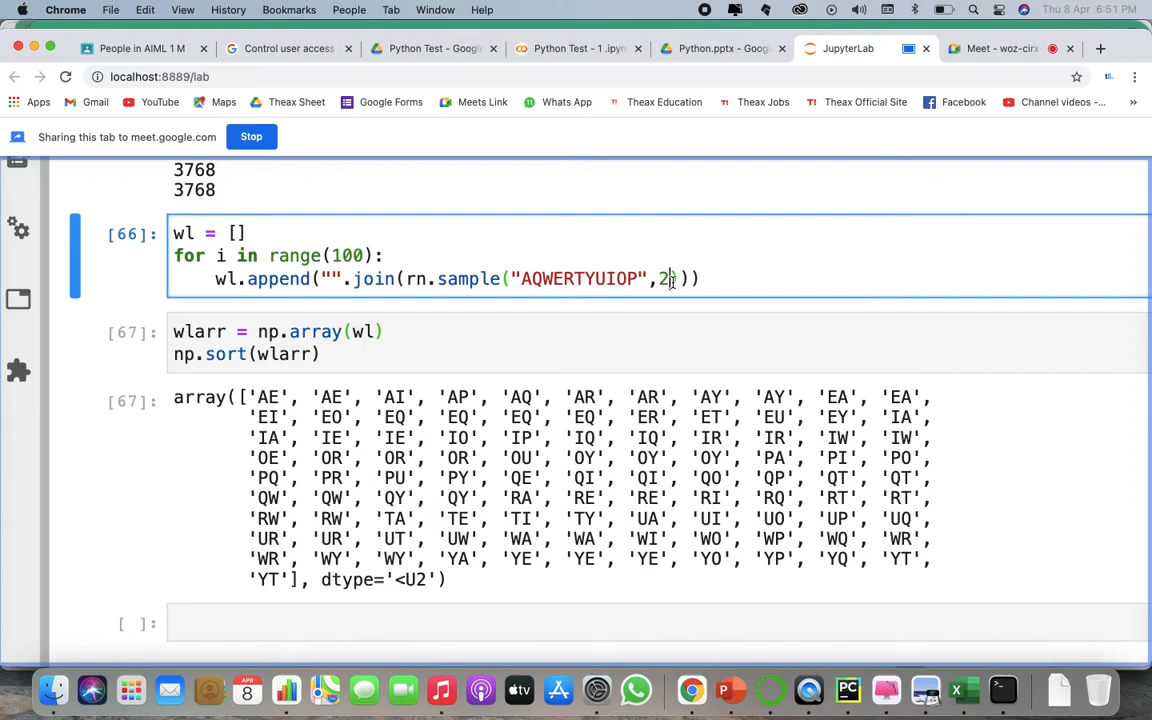 Chrome File Edit View History Bookmarks People Tab Window Help Thu 8 Apr 6:51 PM
People in AIML 1 M Control user access Python Test - Google Python Test - 1 .ipyn Python.pptx - Google JupyterLab Meet - woz-cirx
localhost:8889/lab
Apps Gmail YouTube Maps Theax Sheet Google Forms Meets Link Whats App Theax Education Theax Jobs Theax Official Site Facebook Channel videos -...
Sharing this tab to meet.google.com Stop
3768
3768
[66]: wl = []
for i in range(100):
wl.append("".join(rn.sample("AQWERTYUIOP",2)))
[67]: wlarr = np.array(wl)
np.sort(wlarr)
[67]: array(['AE', 'AE', 'AI', 'AP', 'AQ', 'AR', 'AR', 'AY', 'AY', 'EA', 'EA',
'EI', 'EO', 'EQ', 'EQ', 'EQ', 'EQ', 'ER', 'ET', 'EU', 'EY', 'IA',
'IA', 'IE', 'IE', 'IO', 'IP', 'IQ', 'IQ', 'IR', 'IR', 'IW', 'IW',
'OE', 'OR', 'OR', 'OR', 'OU', 'OY', 'OY', 'OY', 'PA', 'PI', 'PO',
'PQ', 'PR', 'PU', 'PY', 'QE', 'QI', 'QI', 'QO', 'QP', 'QT', 'QT',
'QW', 'QW', 'QY', 'QY', 'RA', 'RE', 'RE', 'RI', 'RQ', 'RT', 'RT',
'RW', 'RW', 'TA', 'TE', 'TI', 'TY', 'UA', 'UI', 'UO', 'UP', 'UQ',
'UR', 'UR', 'UT', 'UW', 'WA', 'WA', 'WI', 'WO', 'WP', 'WQ', 'WR',
'WR', 'WY', 'WY', 'YA', 'YE', 'YE', 'YE', 'YO', 'YP', 'YQ', 'YT',
'YT'], dtype='<U2')
[ ]:
APR
8
tv
PC